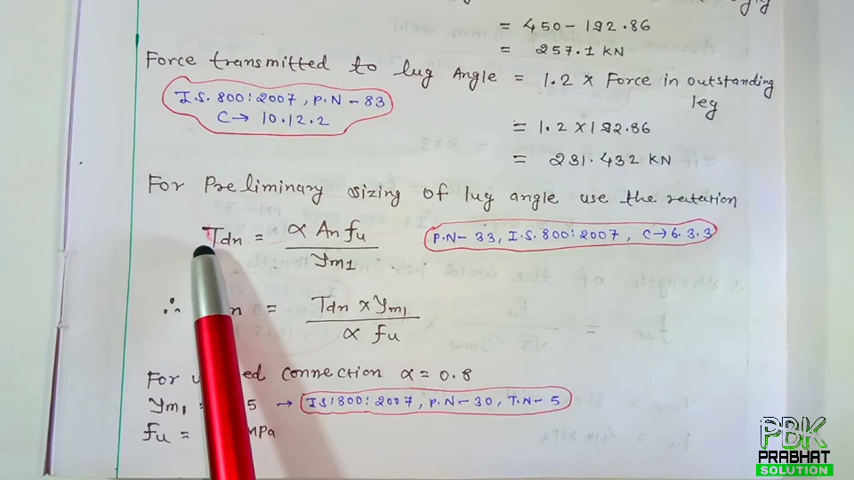 = 450 - 192.86
= 257.1 KN
Force transmitted to lug Angle = 1.2 x Force in outstanding leg
I.S. 800: 2007, P.N - 83
C → 10.12.2
= 1.2 x 192.86
= 231.432 KN
For Preliminary sizing of lug angle use the
Tdn = α An fu / γm1
P.N - 33, I.S. 800: 2007, C → 6.3.3
∴ n = Tdn x γm1 / α fu
For connection α = 0.8
γm1 = 5 → I.S: 800: 2007, P.N - 30, T.N - 5
fu = MPa
PBK
PRABHAT
SOLUTION